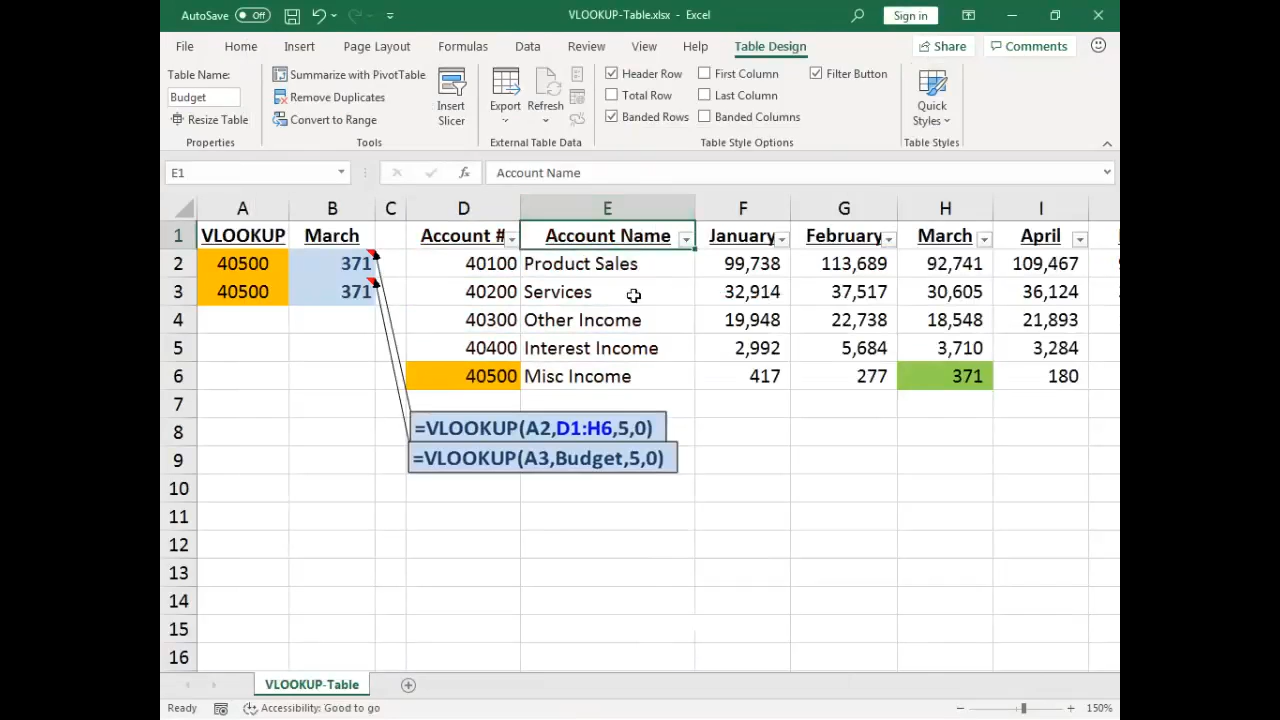 AutoSave Off VLOOKUP-Table.xlsx - Excel Sign in
File Home Insert Page Layout Formulas Data Review View Help Table Design Share Comments
Table Name:
Budget
Resize Table
Properties
Summarize with PivotTable
Remove Duplicates
Convert to Range
Insert
Slicer
Tools
Export Refresh
External Table Data
Header Row First Column Filter Button
Total Row Last Column
Banded Rows Banded Columns
Table Style Options
Quick
Styles
Table Styles
E1 fx Account Name
A B C D E F G H I
1 VLOOKUP March Account # Account Name January February March April
2 40500 371 40100 Product Sales 99,738 113,689 92,741 109,467
3 40500 371 40200 Services 32,914 37,517 30,605 36,124
4 40300 Other Income 19,948 22,738 18,548 21,893
5 40400 Interest Income 2,992 5,684 3,710 3,284
6 40500 Misc Income 417 277 371 180
7
8 =VLOOKUP(A2,D1:H6,5,0)
9 =VLOOKUP(A3,Budget,5,0)
10
11
12
13
14
15
16
VLOOKUP-Table
Ready Accessibility: Good to go 150%